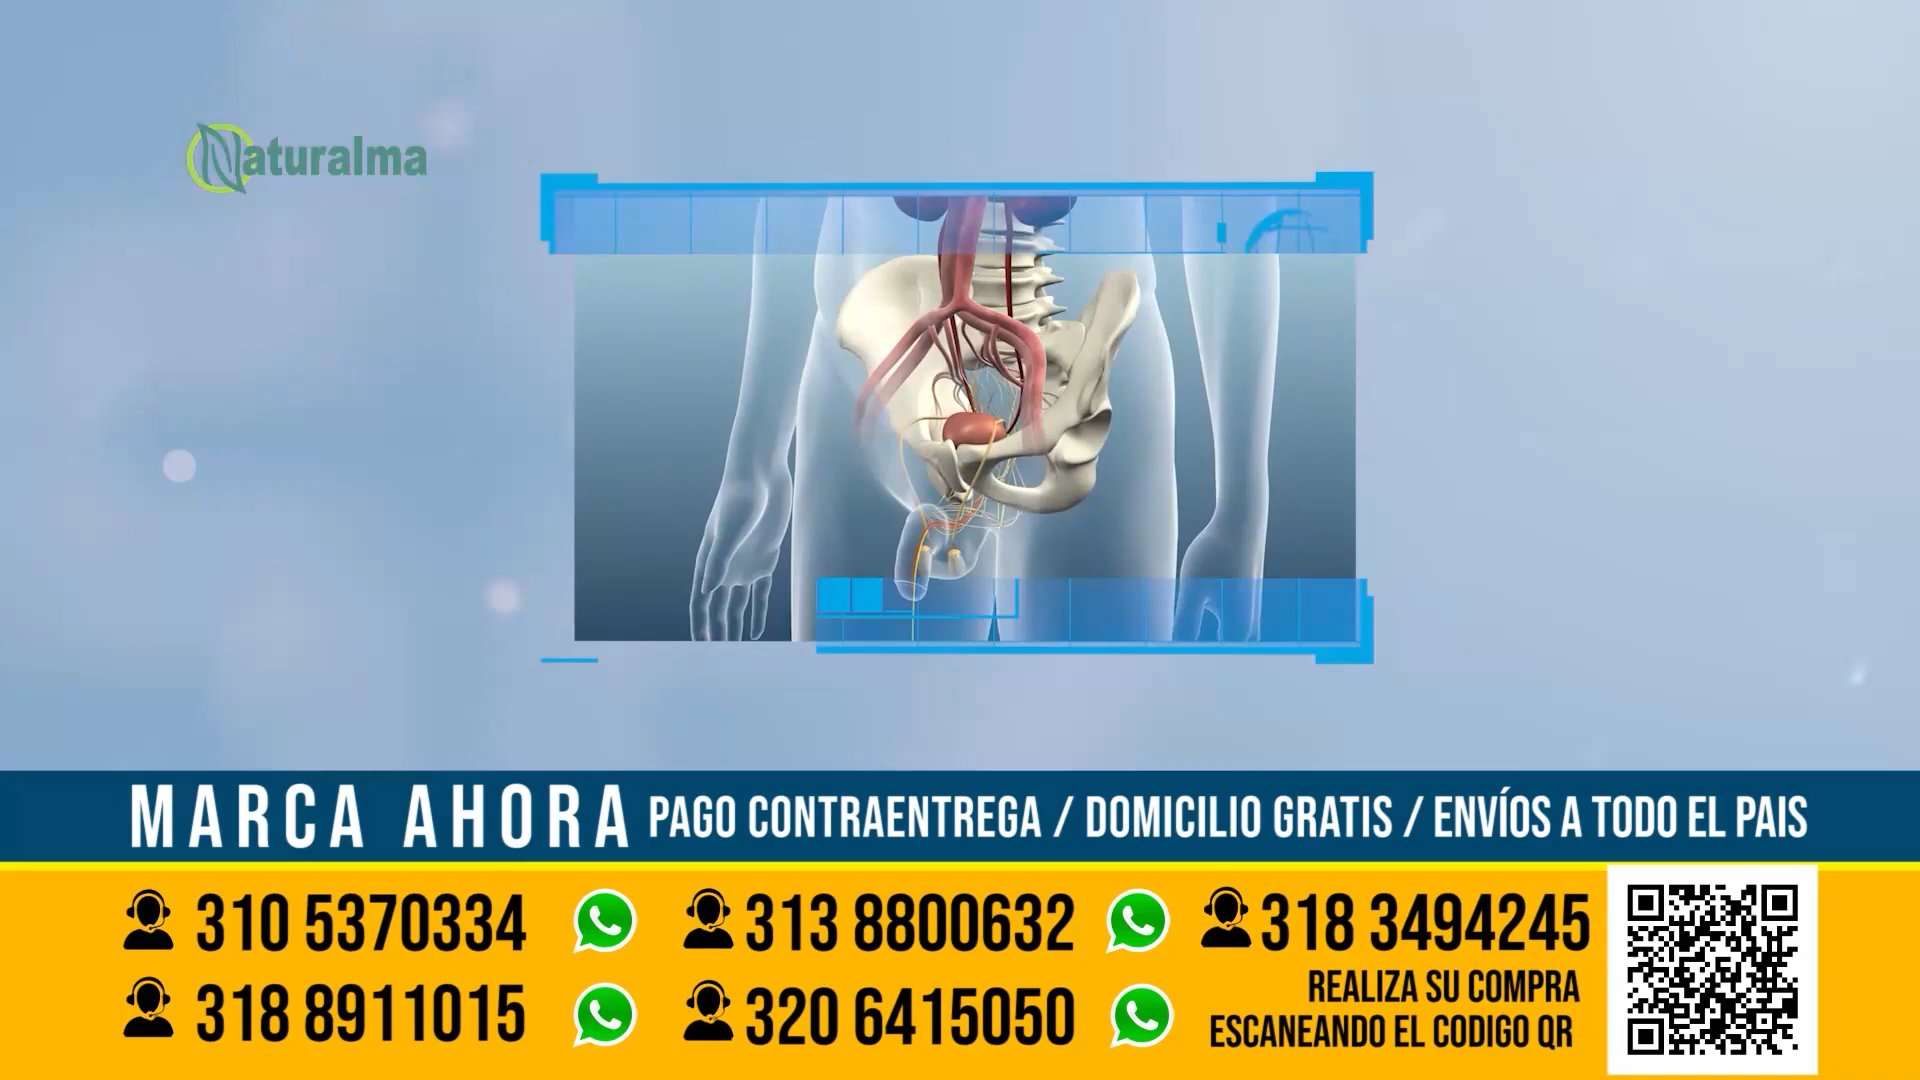 Naturalma
MARCA AHORA PAGO CONTRAENTREGA / DOMICILIO GRATIS / ENVÍOS A TODO EL PAIS
310 5370334 313 8800632 318 3494245
318 8911015 320 6415050
REALIZA SU COMPRA
ESCANEANDO EL CODIGO QR